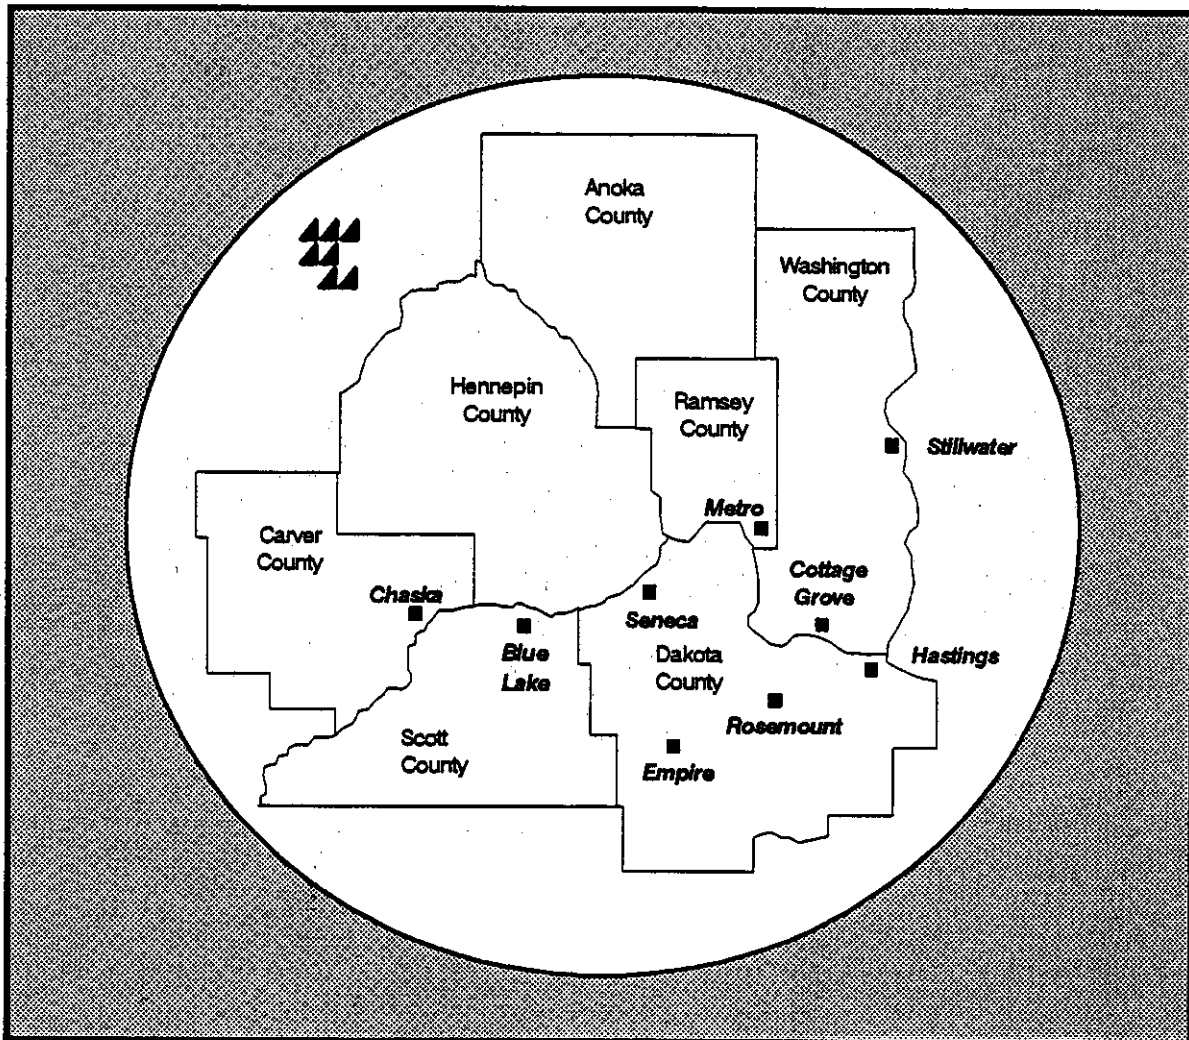 Anoka
County
Washington
County
Hennepin
County
Ramsey
County
Stillwater
Metro
Carver
County
Cottage
Grove
Chaska
Seneca
Blue
Lake
Dakota
County
Hastings
Rosemount
Scott
County
Empire